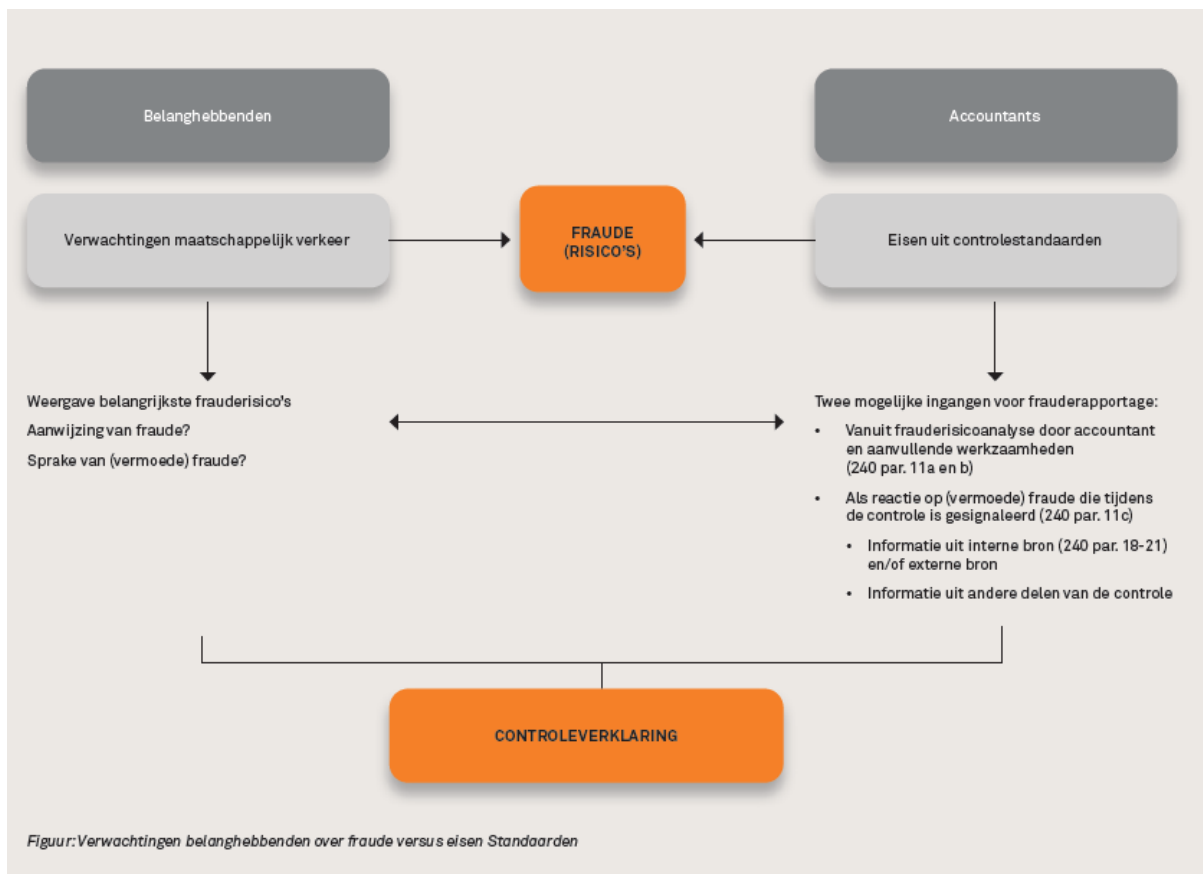 Belanghebbenden
Accountants
Verwachtingen maatschappelijk verkeer
FRAUDE
(RISICO'S)
Eisen uit controlestandaarden
Weergave belangrijkste frauderisico's
Aanwijzing van fraude?
Sprake van (vermoede) fraude?
Twee mogelijke ingangen voor frauderapportage:
• Vanuit frauderisicoanalyse door accountant
en aanvullende werkzaamheden
(240 par. 11a en b)
• Als reactie op (vermoede) fraude die tijdens
de controle is gesignaleerd (240 par. 11c)
• Informatie uit interne bron (240 par. 18-21)
en/of externe bron
• Informatie uit andere delen van de controle
CONTROLEVERKLARING
Figuur: Verwachtingen belanghebbenden over fraude versus eisen Standaarden